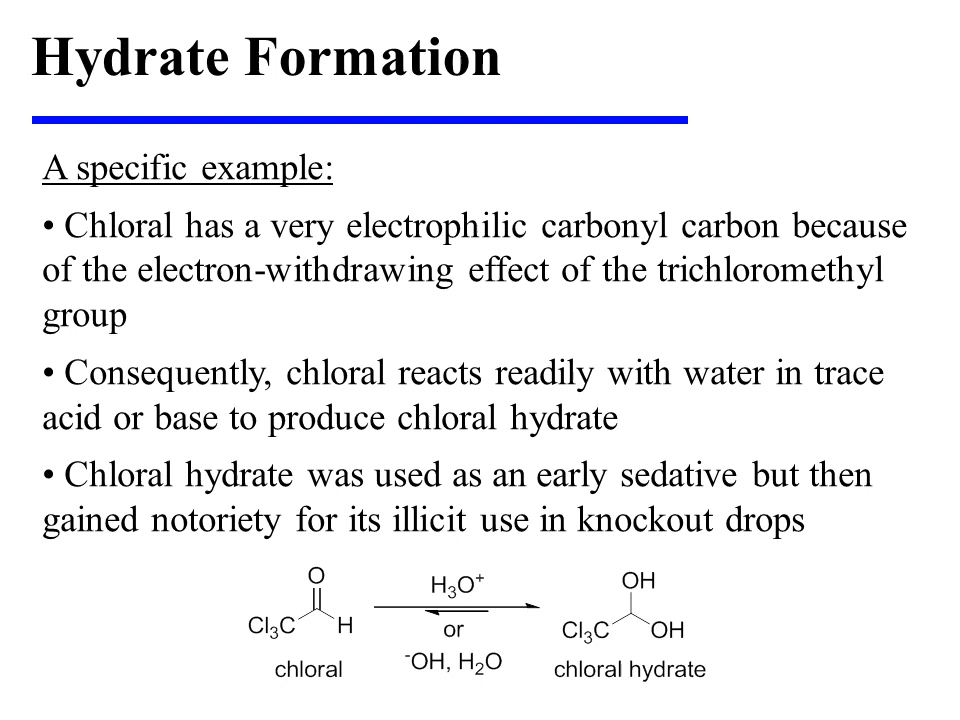 Hydrate Formation
A specific example:
• Chloral has a very electrophilic carbonyl carbon because
of the electron-withdrawing effect of the trichloromethyl
group
• Consequently, chloral reacts readily with water in trace
acid or base to produce chloral hydrate
• Chloral hydrate was used as an early sedative but then
gained notoriety for its illicit use in knockout drops
O
Cl₃C H
chloral
H₃O⁺
or
⁻OH, H₂O
OH
Cl₃C OH
chloral hydrate